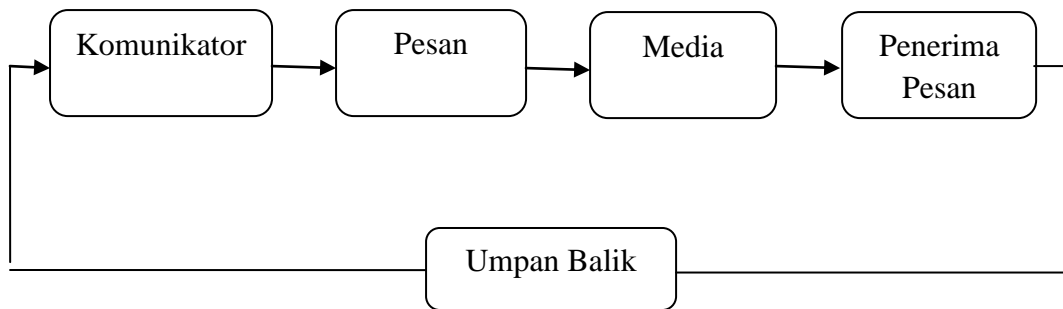 Komunikator
Pesan
Media
Penerima
Pesan
Umpan Balik